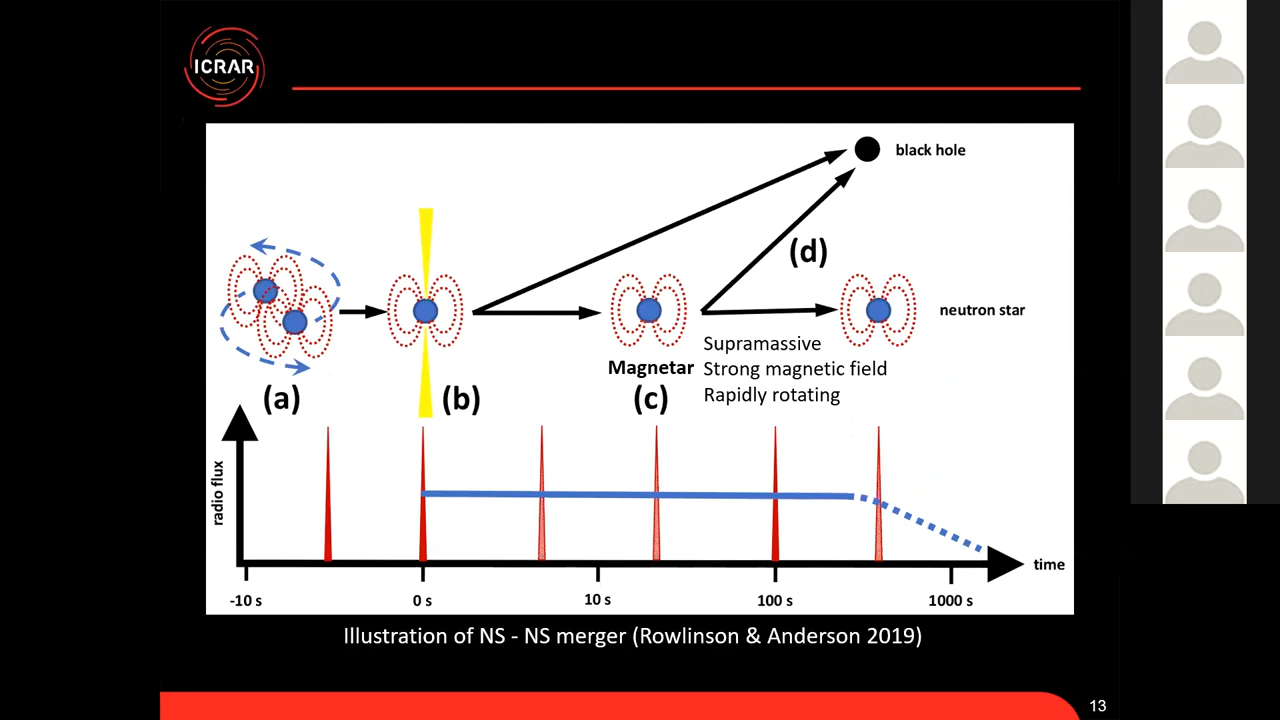 ICRAR
black hole
(d)
neutron star
Supramassive
Magnetar
Strong magnetic field
Rapidly rotating
(a)
(b)
(c)
radio flux
time
-10 s
0 s
10 s
100 s
1000 s
Illustration of NS - NS merger (Rowlinson & Anderson 2019)
13